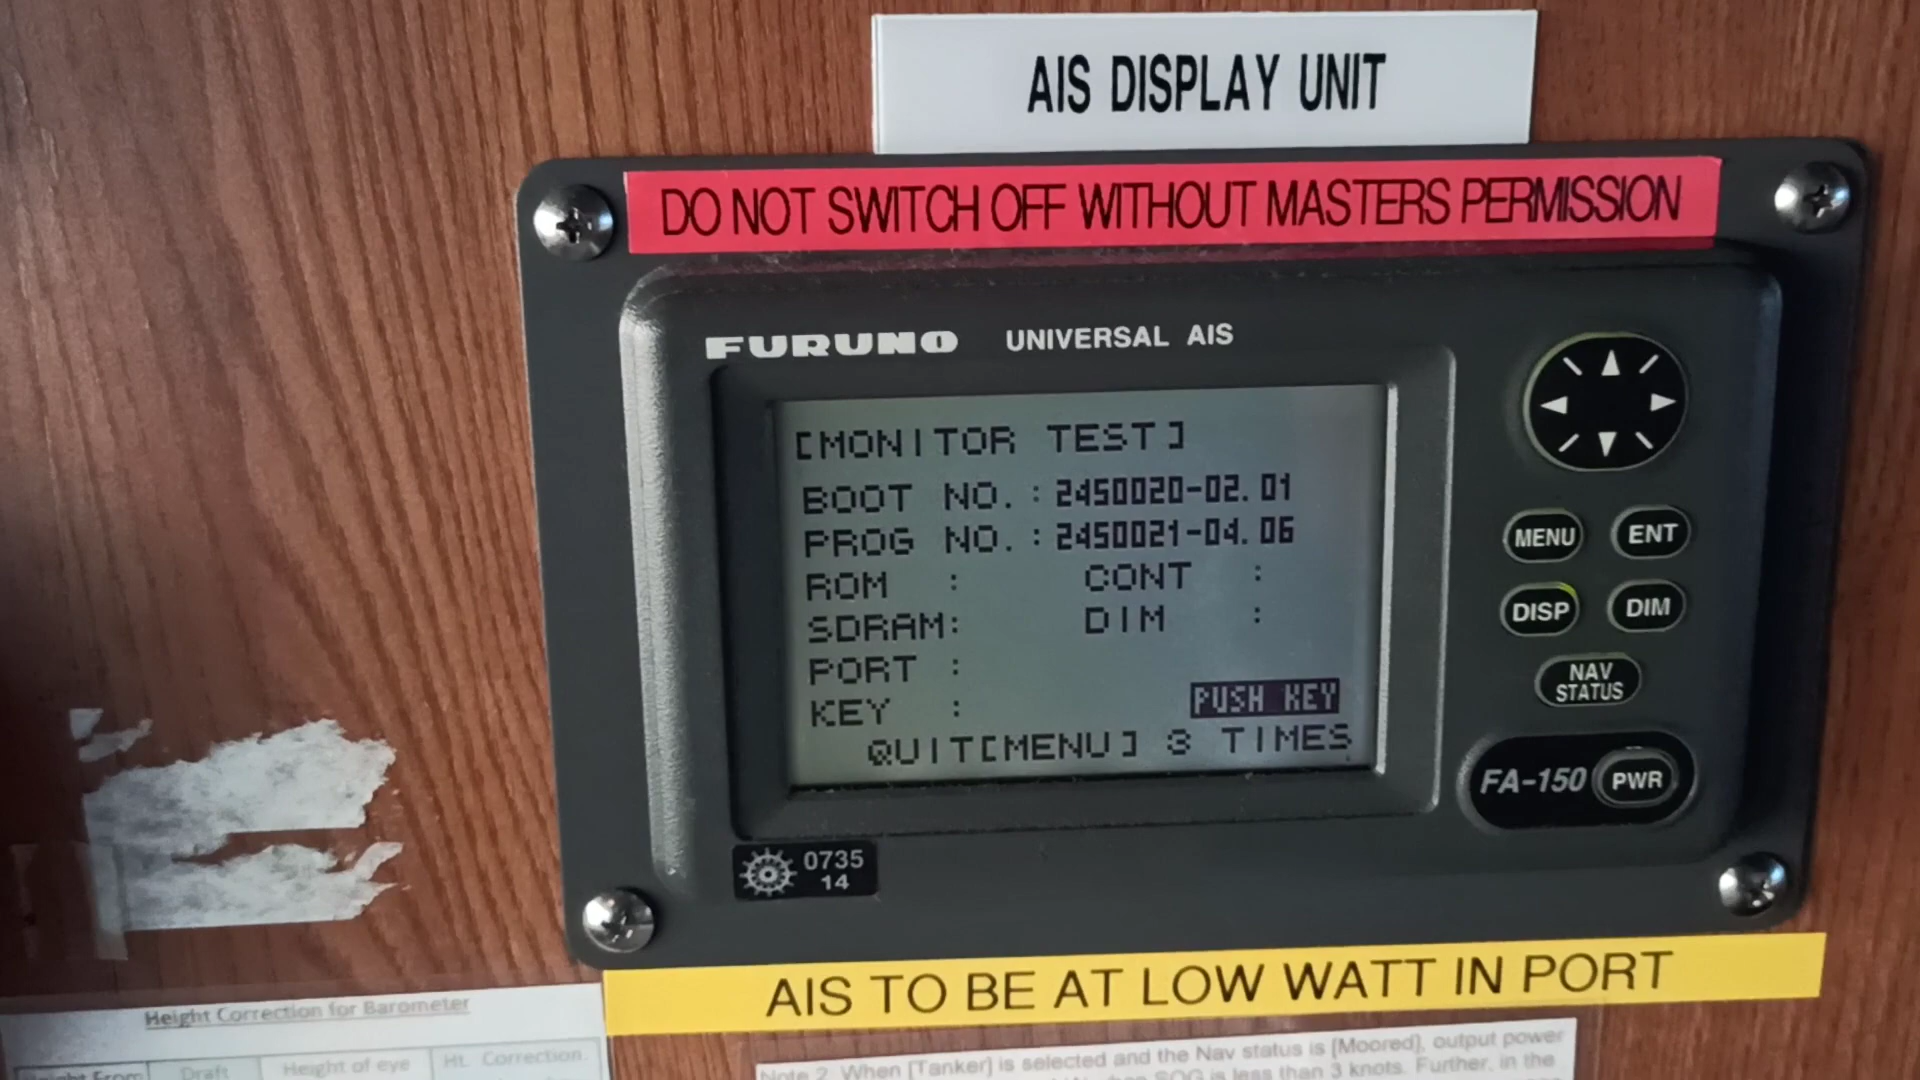 AIS DISPLAY UNIT
DO NOT SWITCH OFF WITHOUT MASTERS PERMISSION
FURUNO UNIVERSAL AIS
[MONITOR TEST]
BOOT NO. : 2450020-02.01
PROG NO. : 2450021-04.06
ROM : CONT :
SDRAM: DIM :
PORT :
KEY : PUSH KEY
QUIT[MENU] 3 TIMES
MENU ENT
DISP DIM
NAV
STATUS
FA-150 PWR
0735
14
AIS TO BE AT LOW WATT IN PORT
Height Correction for Barometer
Height From Draft Height of eye Ht. Correction.
Note 2. When [Tanker] is selected and the Nav status is [Moored], output power
when SOG is less than 3 knots. Further, in the